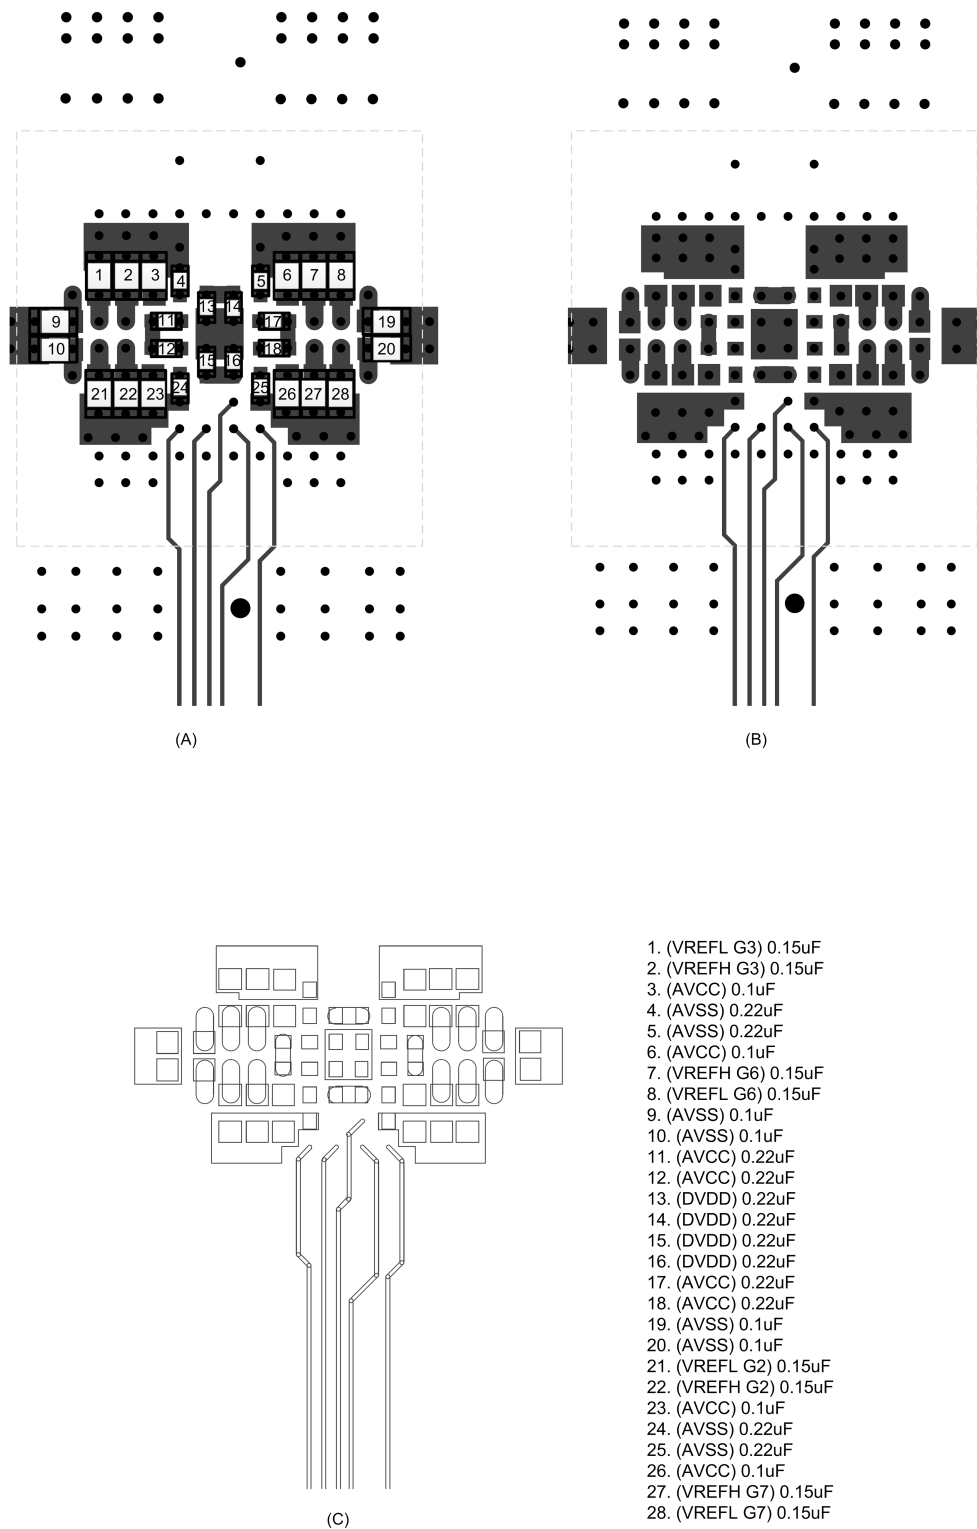 1 2 3 4 5 6 7 8
13 14
9 11 17 19
10 12 18 20
15 16
21 22 23 24 25 26 27 28
(A) (B)
1. (VREFL G3) 0.15uF
2. (VREFH G3) 0.15uF
3. (AVCC) 0.1uF
4. (AVSS) 0.22uF
5. (AVSS) 0.22uF
6. (AVCC) 0.1uF
7. (VREFH G6) 0.15uF
8. (VREFL G6) 0.15uF
9. (AVSS) 0.1uF
10. (AVSS) 0.1uF
11. (AVCC) 0.22uF
12. (AVCC) 0.22uF
13. (DVDD) 0.22uF
14. (DVDD) 0.22uF
15. (DVDD) 0.22uF
16. (DVDD) 0.22uF
17. (AVCC) 0.22uF
18. (AVCC) 0.22uF
19. (AVSS) 0.1uF
20. (AVSS) 0.1uF
21. (VREFL G2) 0.15uF
22. (VREFH G2) 0.15uF
23. (AVCC) 0.1uF
24. (AVSS) 0.22uF
25. (AVSS) 0.22uF
26. (AVCC) 0.1uF
27. (VREFH G7) 0.15uF
28. (VREFL G7) 0.15uF
(C)